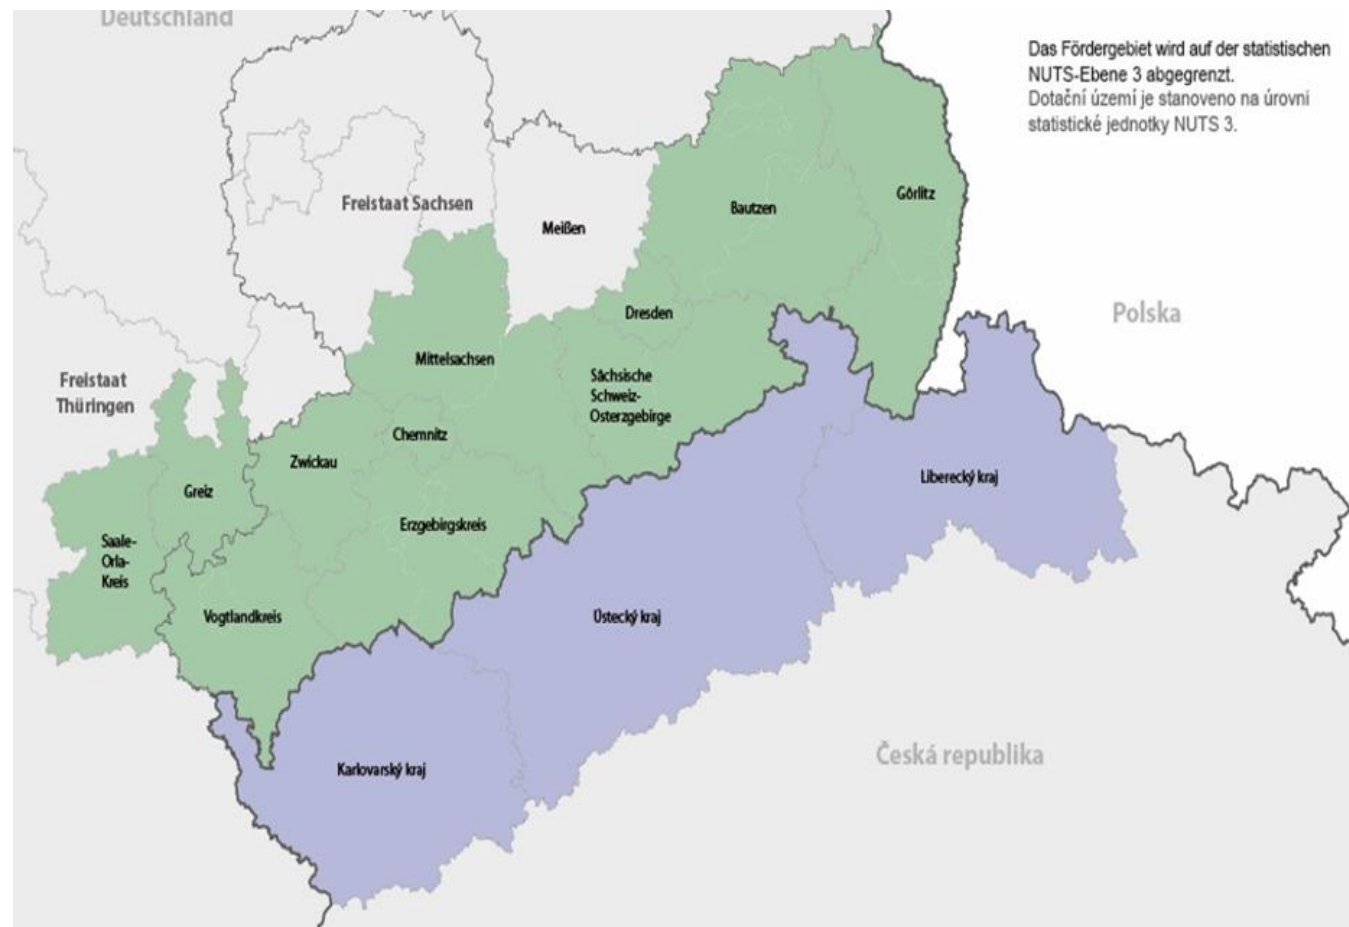 Deutschland
Das Fördergebiet wird auf der statistischen
NUTS-Ebene 3 abgegrenzt.
Dotační území je stanoveno na úrovni
statistické jednotky NUTS 3.
Freistaat Sachsen
Meißen
Bautzen
Görlitz
Dresden
Polska
Mittelsachsen
Freistaat
Thüringen
Sächsische
Schweiz-
Osterzgebirge
Chemnitz
Zwickau
Greiz
Liberecký kraj
Erzgebirgskreis
Saale-
Orla-
Kreis
Vogtlandkreis
Ústecký kraj
Karlovarský kraj
Česká republika